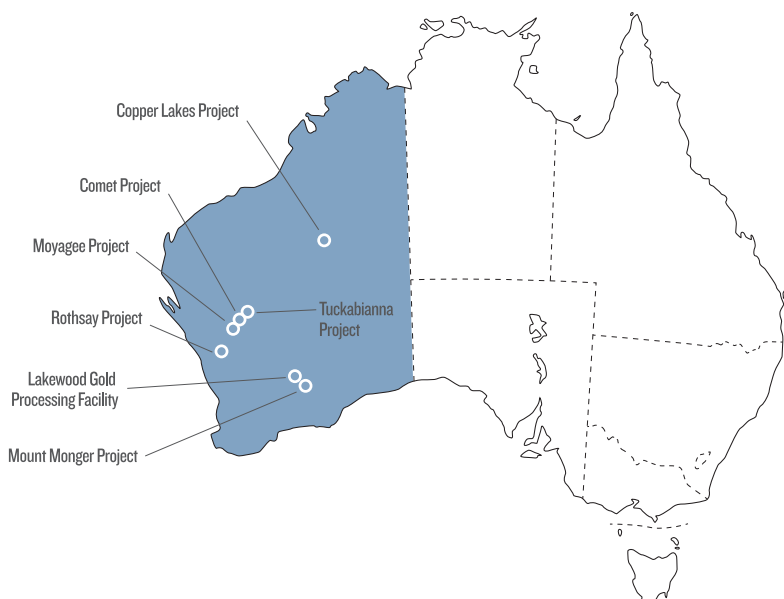 Copper Lakes Project
Comet Project
Moyagee Project
Rothsay Project
Tuckabianna
Project
Lakewood Gold
Processing Facility
Mount Monger Project